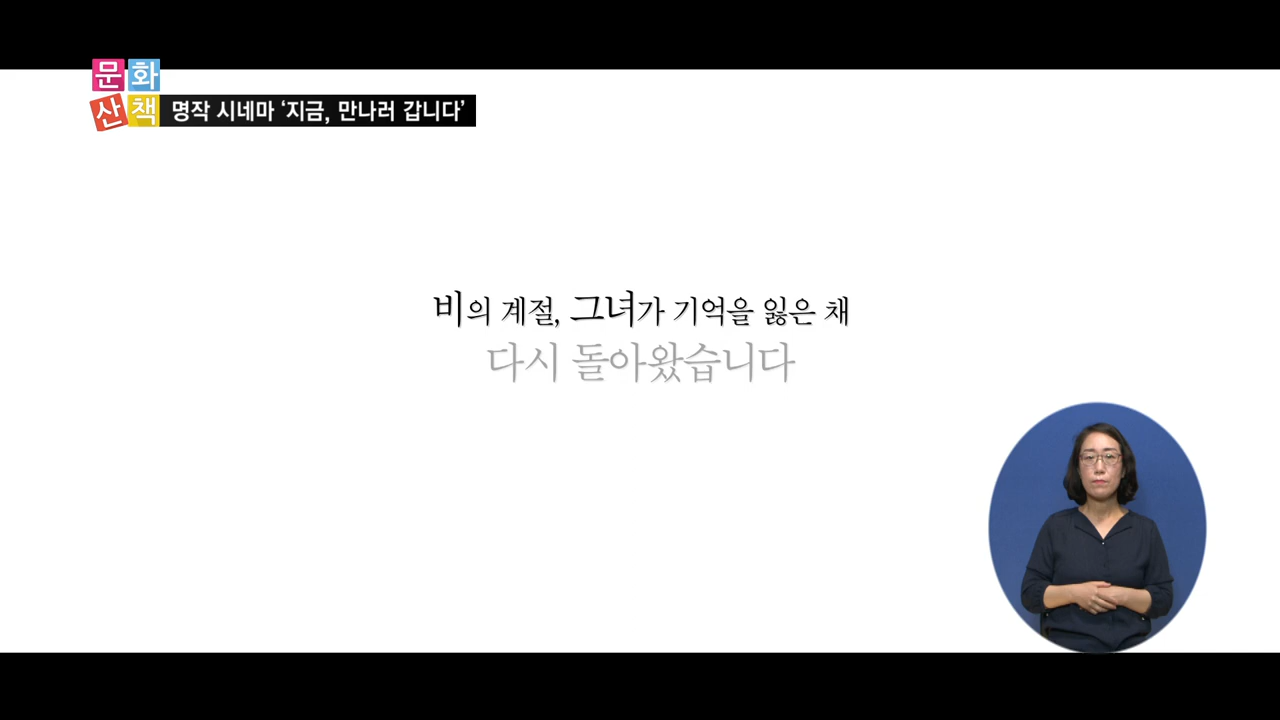 문화
산책
명작 시네마 ‘지금, 만나러 갑니다’
비의 계절, 그녀가 기억을 잃은 채
다시 돌아왔습니다